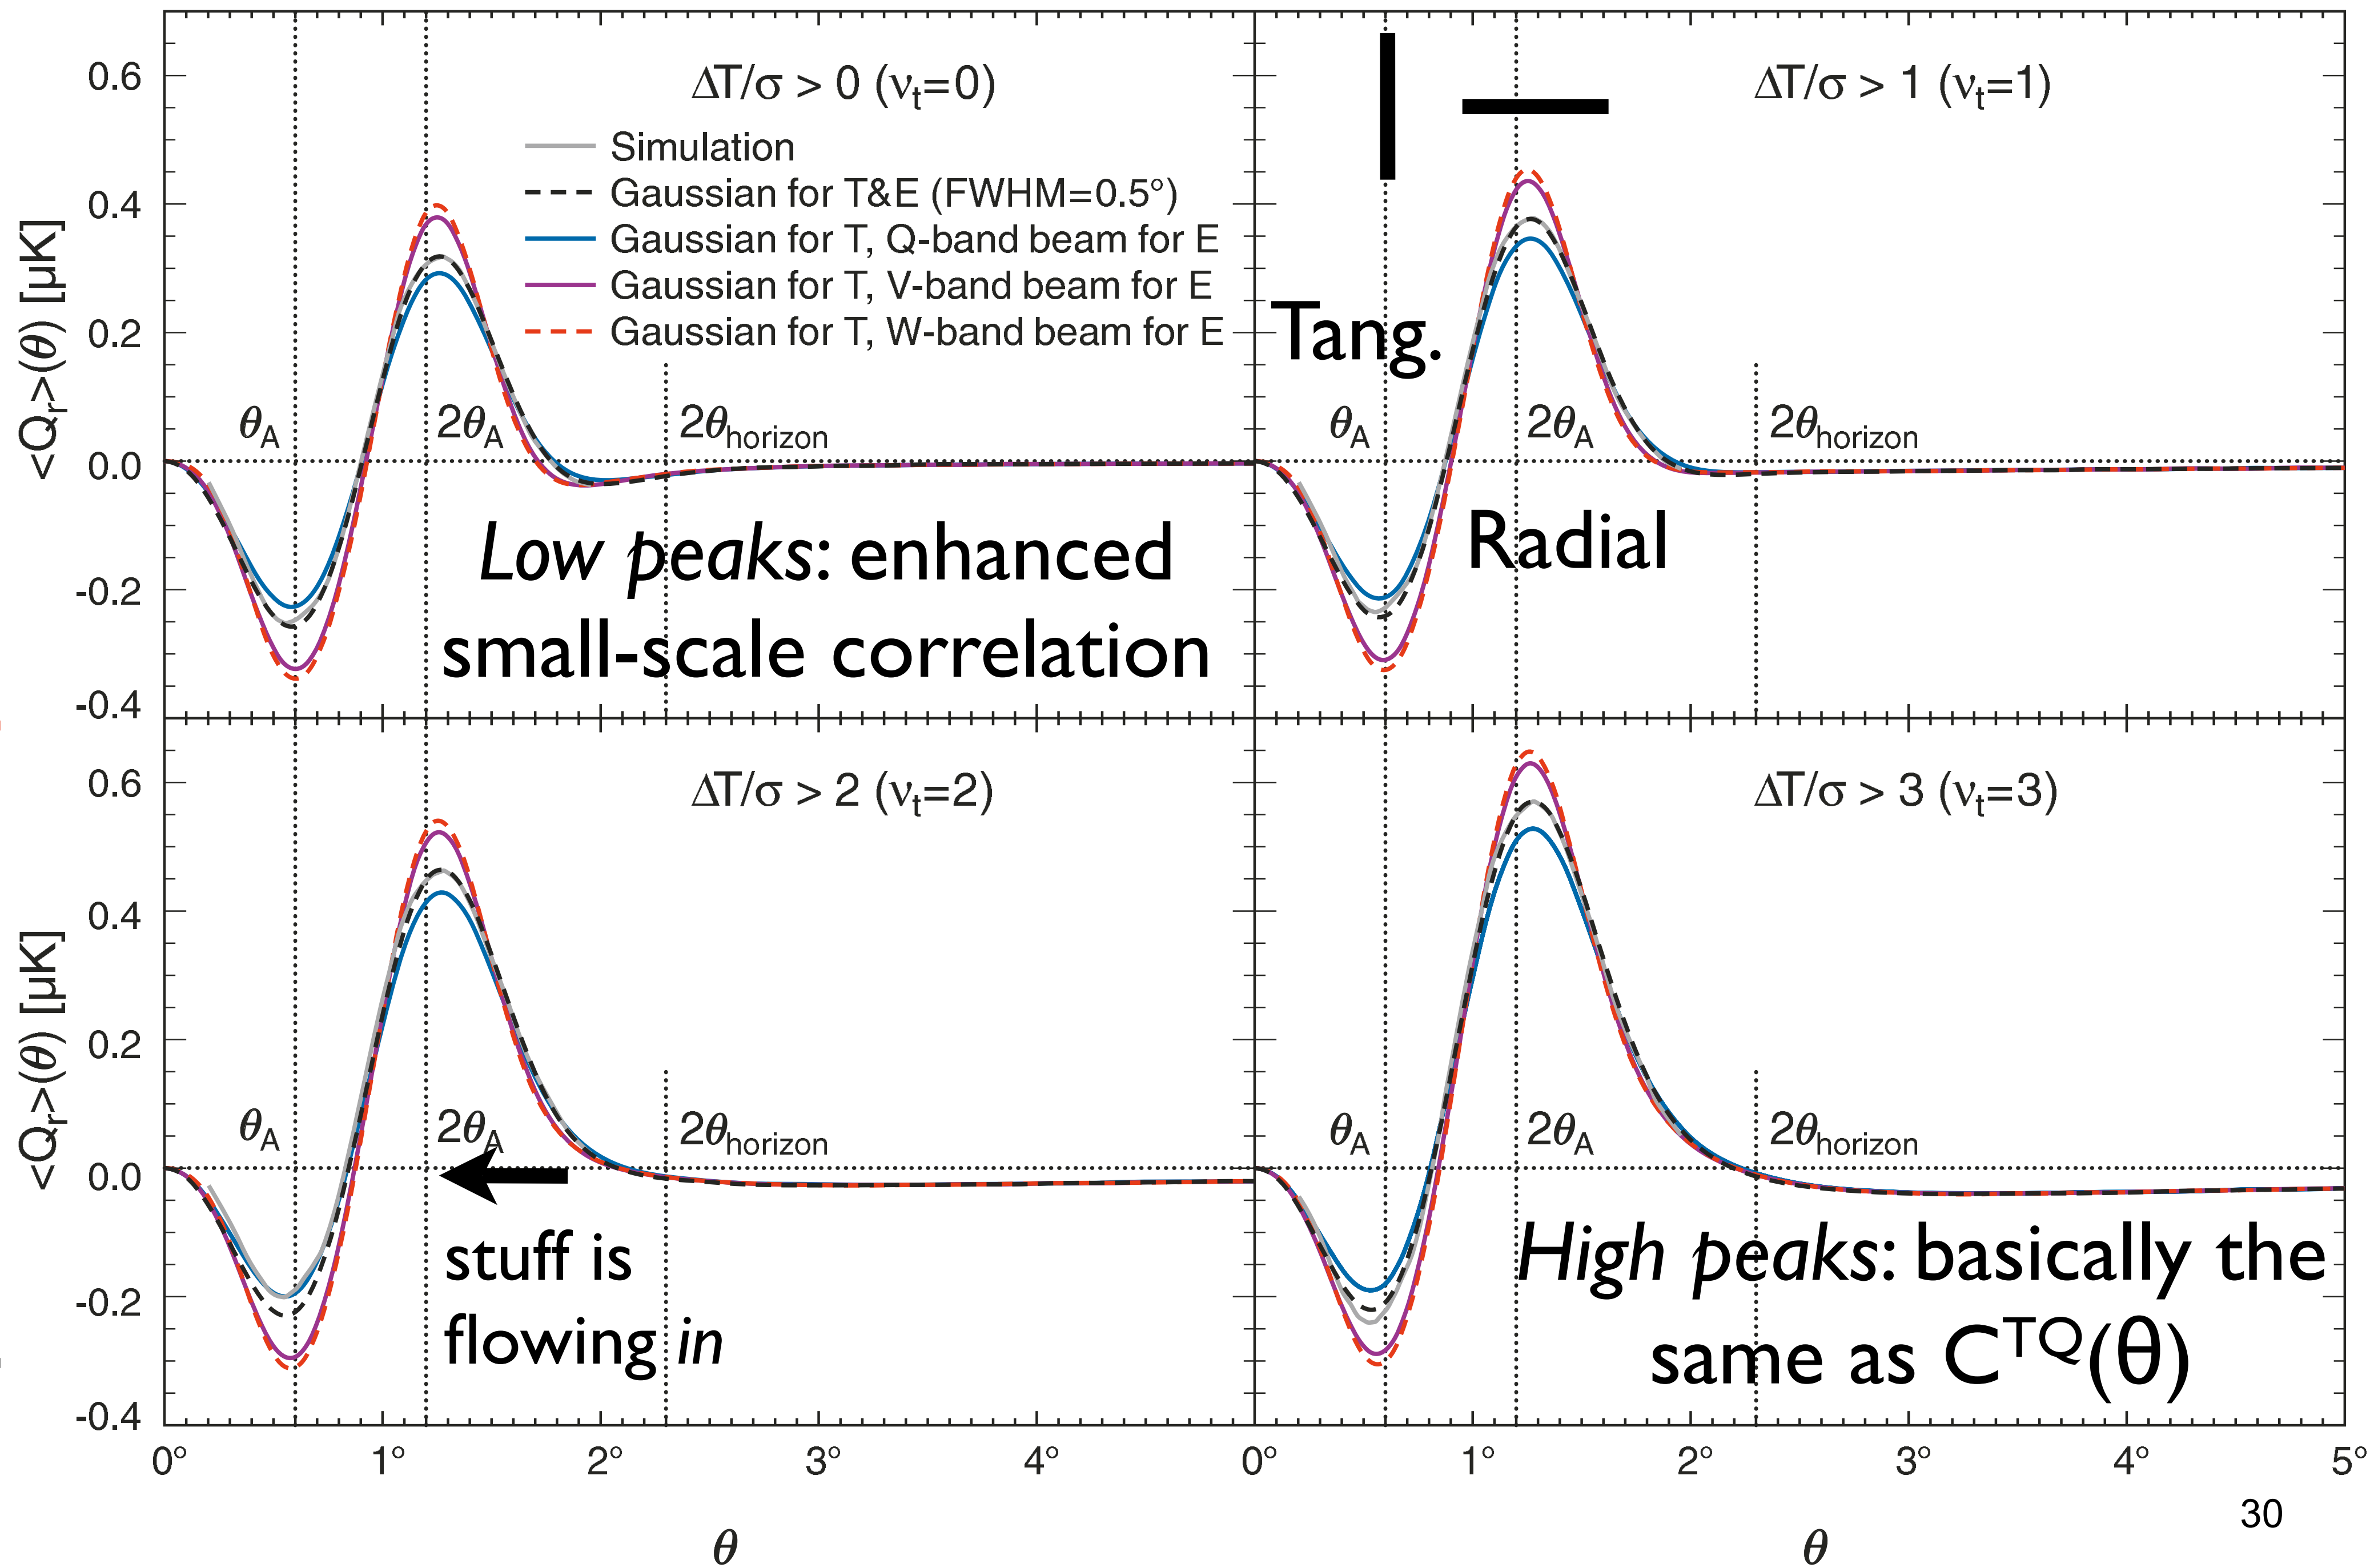 <Qr>(θ) [μK]
0.6
0.4
0.2
0.0
-0.2
-0.4
ΔT/σ > 0 (νt=0)
Simulation
Gaussian for T&E (FWHM=0.5°)
Gaussian for T, Q-band beam for E
Gaussian for T, V-band beam for E
Gaussian for T, W-band beam for E
θA
2θA
2θhorizon
Low peaks: enhanced
small-scale correlation
ΔT/σ > 1 (νt=1)
Tang.
θA
2θA
2θhorizon
Radial
<Qr>(θ) [μK]
0.6
0.4
0.2
0.0
-0.2
-0.4
ΔT/σ > 2 (νt=2)
θA
2θA
2θhorizon
stuff is
flowing in
ΔT/σ > 3 (νt=3)
θA
2θA
2θhorizon
High peaks: basically the
same as CTQ(θ)
0° 1° 2° 3° 4° 0° 1° 2° 3° 4° 5°
30
θ θ